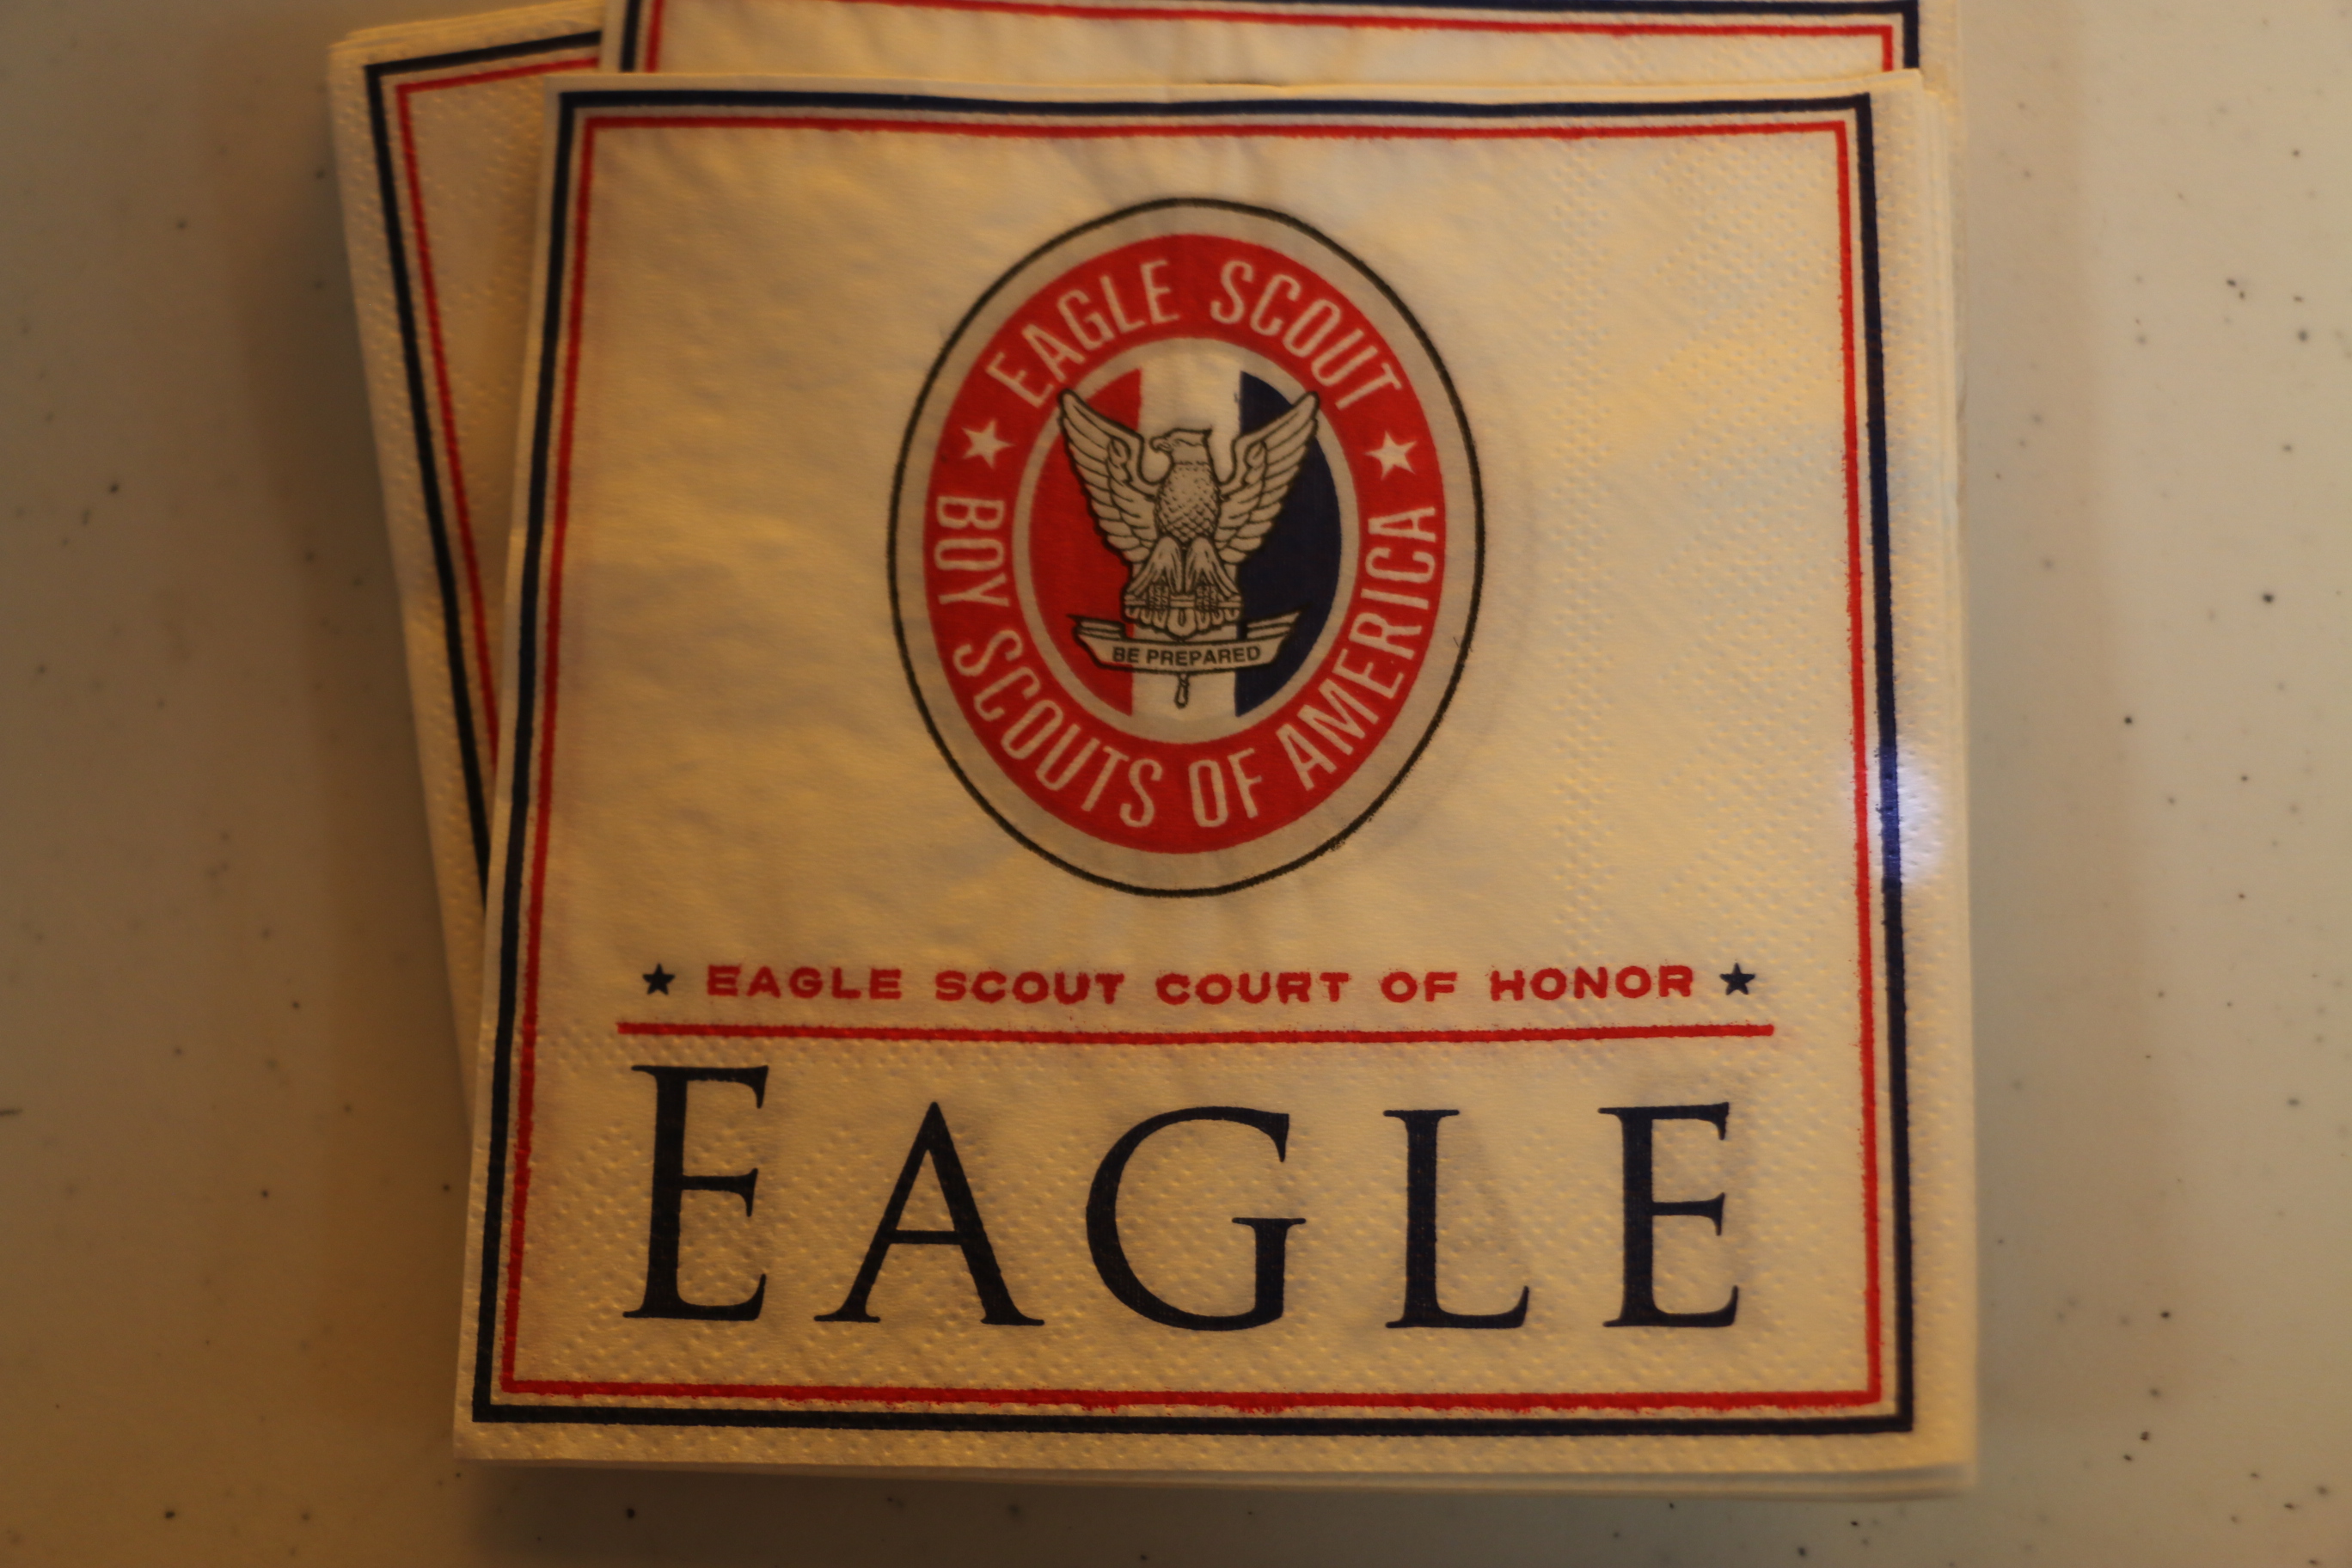 ★ EAGLE SCOUT ★
BOY SCOUTS OF AMERICA
BE PREPARED
★ EAGLE SCOUT COURT OF HONOR ★
EAGLE